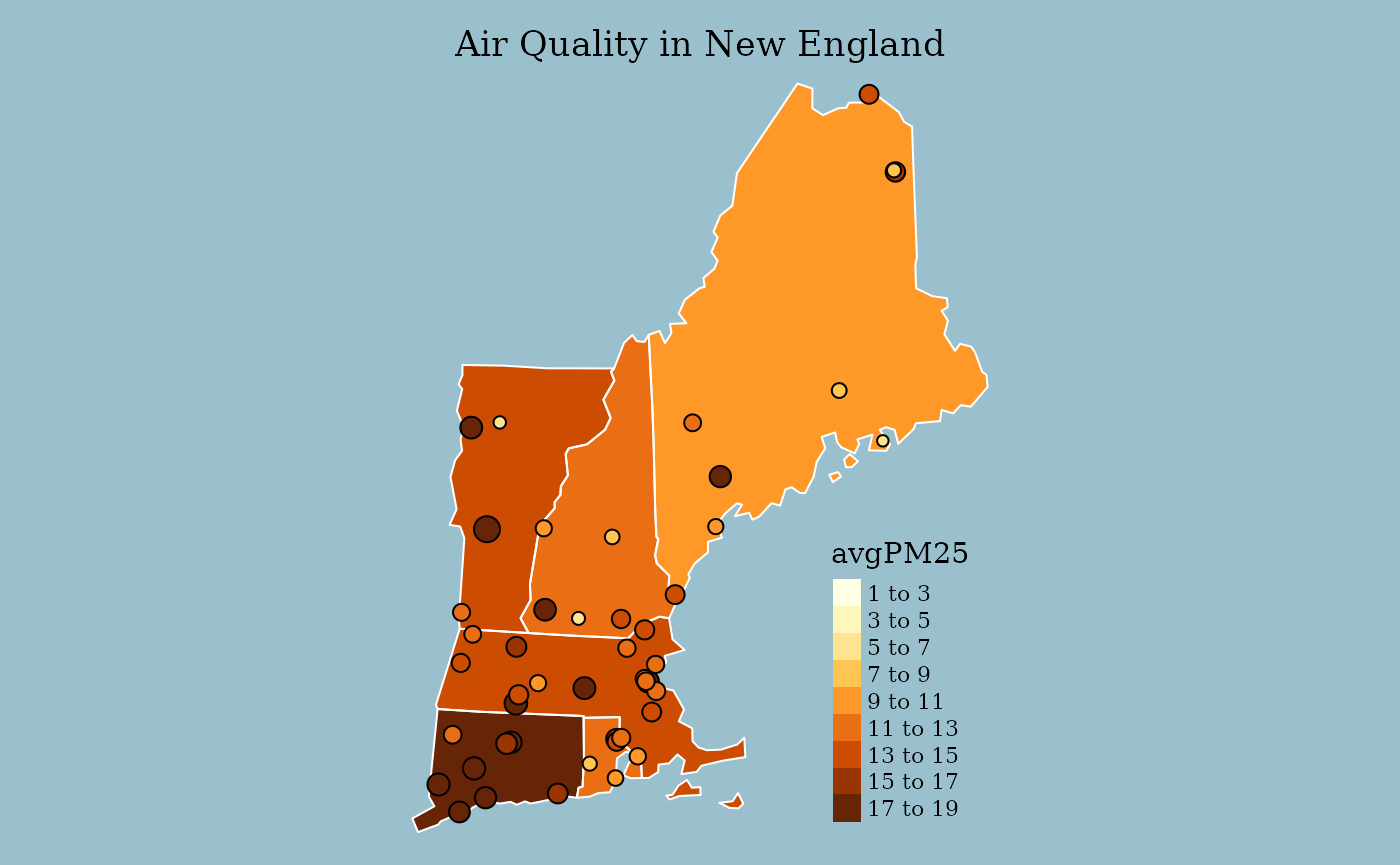 Air Quality in New England
avgPM25
1 to 3
3 to 5
5 to 7
7 to 9
9 to 11
11 to 13
13 to 15
15 to 17
17 to 19